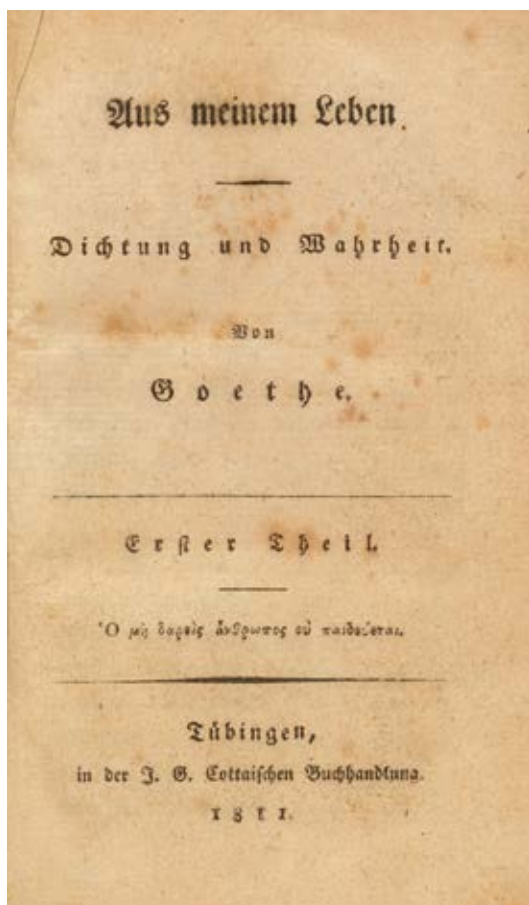 Aus meinem Leben.
Dichtung und Wahrheit.
Von
Goethe.
Erster Theil.
Ὁ μὴ δαρεὶς ἄνθρωπος οὐ παιδεύεται.
Tübingen,
in der J. G. Cottaischen Buchhandlung.
1811.